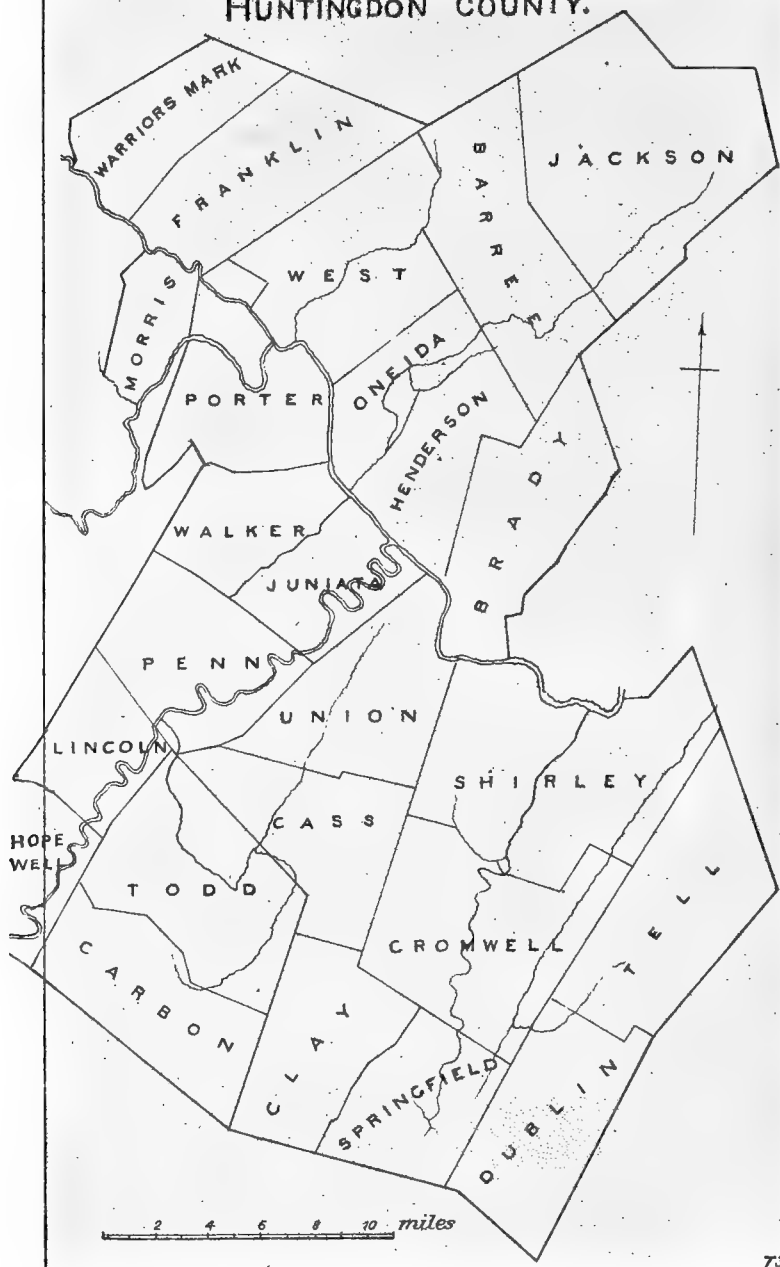 HUNTINGDON COUNTY.
WARRIORS MARK
FRANKLIN
BARREE
JACKSON
WEST
MORRIS
ONEIDA
PORTER
HENDERSON
BRADY
WALKER
JUNIATA
PENN
UNION
LINCOLN
SHIRLEY
CASS
HOPE
WELL
TODD
TELL
CROMWELL
CARBON
CLAY
SPRINGFIELD
DUBLIN
2 4 6 8 10 miles
73